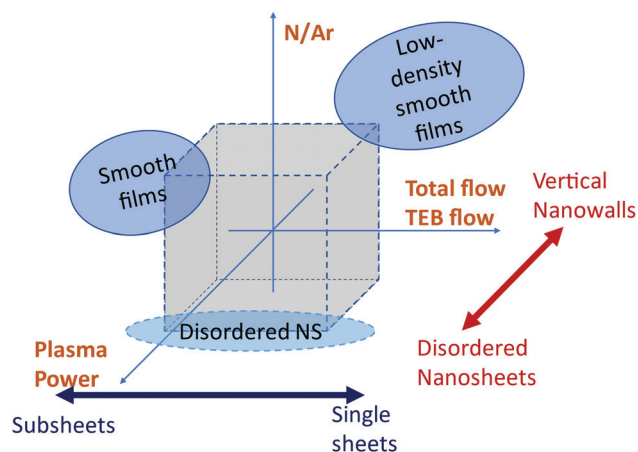 N/Ar
Low-
density
smooth
films
Smooth
films
Total flow
TEB flow
Vertical
Nanowalls
Disordered NS
Plasma
Power
Disordered
Nanosheets
Subsheets
Single
sheets